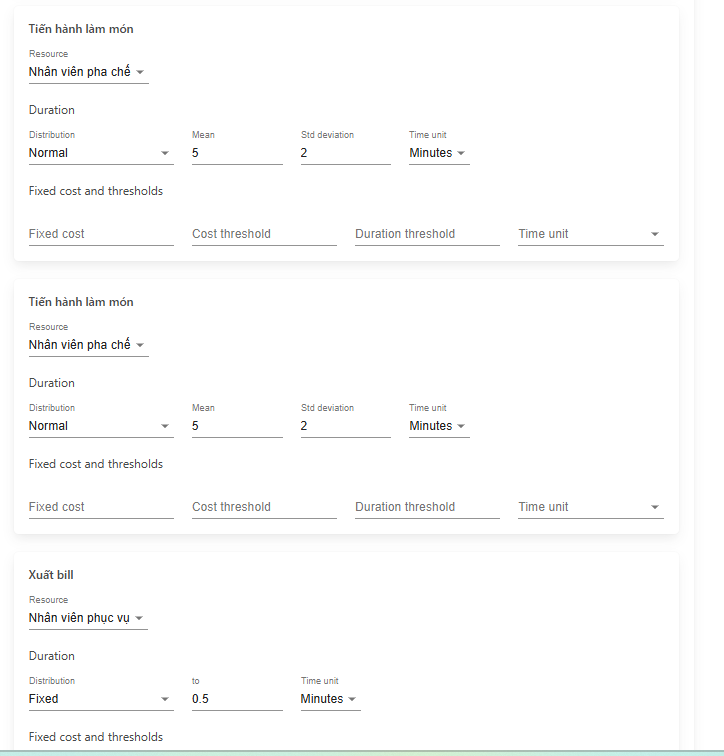 Tiến hành làm món
Resource
Nhân viên pha chế
Duration
Distribution Mean Std deviation Time unit
Normal 5 2 Minutes
Fixed cost and thresholds
Fixed cost Cost threshold Duration threshold Time unit
Tiến hành làm món
Resource
Nhân viên pha chế
Duration
Distribution Mean Std deviation Time unit
Normal 5 2 Minutes
Fixed cost and thresholds
Fixed cost Cost threshold Duration threshold Time unit
Xuất bill
Resource
Nhân viên phục vụ
Duration
Distribution to Time unit
Fixed 0.5 Minutes
Fixed cost and thresholds